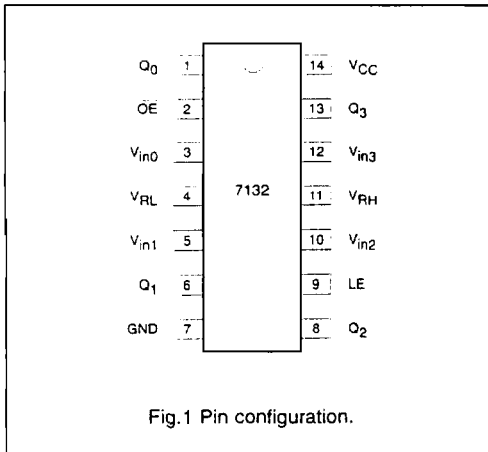 Q0 1 14 VCC
OE 2 13 Q3
Vin0 3 12 Vin3
VRL 4 7132 11 VRH
Vin1 5 10 Vin2
Q1 6 9 LE
GND 7 8 Q2
Fig.1 Pin configuration.